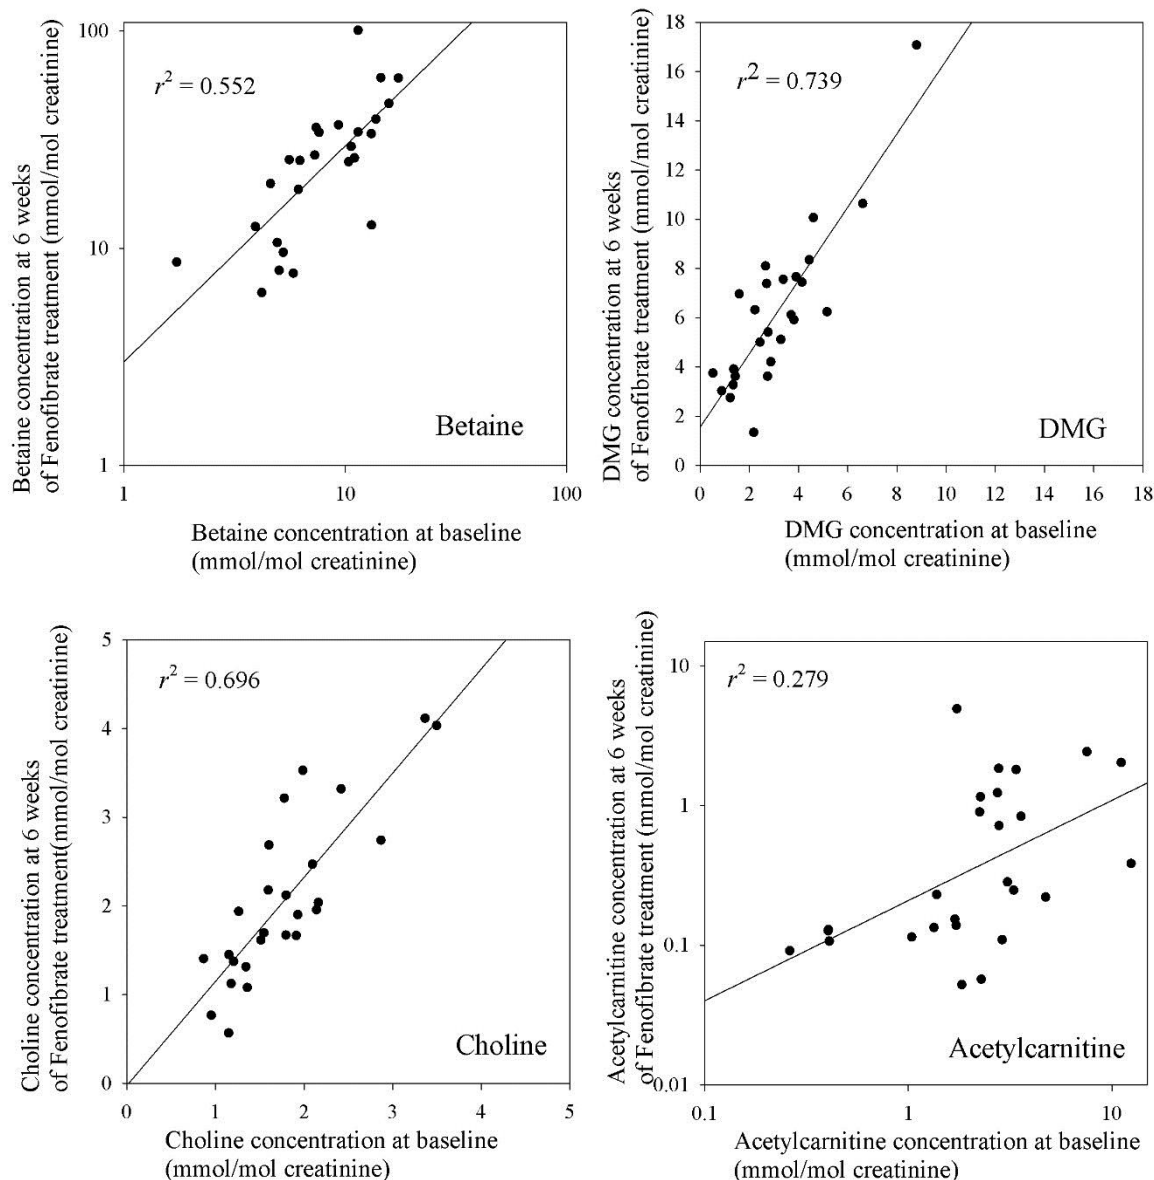 Betaine concentration at 6 weeks
of Fenofibrate treatment (mmol/mol creatinine)
100
10
1
r² = 0.552
Betaine
1 10 100
Betaine concentration at baseline
(mmol/mol creatinine)
DMG concentration at 6 weeks
of Fenofibrate treatment (mmol/mol creatinine)
18
16
14
12
10
8
6
4
2
0
r² = 0.739
DMG
0 2 4 6 8 10 12 14 16 18
DMG concentration at baseline
(mmol/mol creatinine)
Choline concentration at 6 weeks
of Fenofibrate treatment(mmol/mol creatinine)
5
4
3
2
1
0
r² = 0.696
Choline
0 1 2 3 4 5
Choline concentration at baseline
(mmol/mol creatinine)
Acetylcarnitine concentration at 6 weeks
of Fenofibrate treatment (mmol/mol creatinine)
10
1
0.1
0.01
r² = 0.279
Acetylcarnitine
0.1 1 10
Acetylcarnitine concentration at baseline
(mmol/mol creatinine)